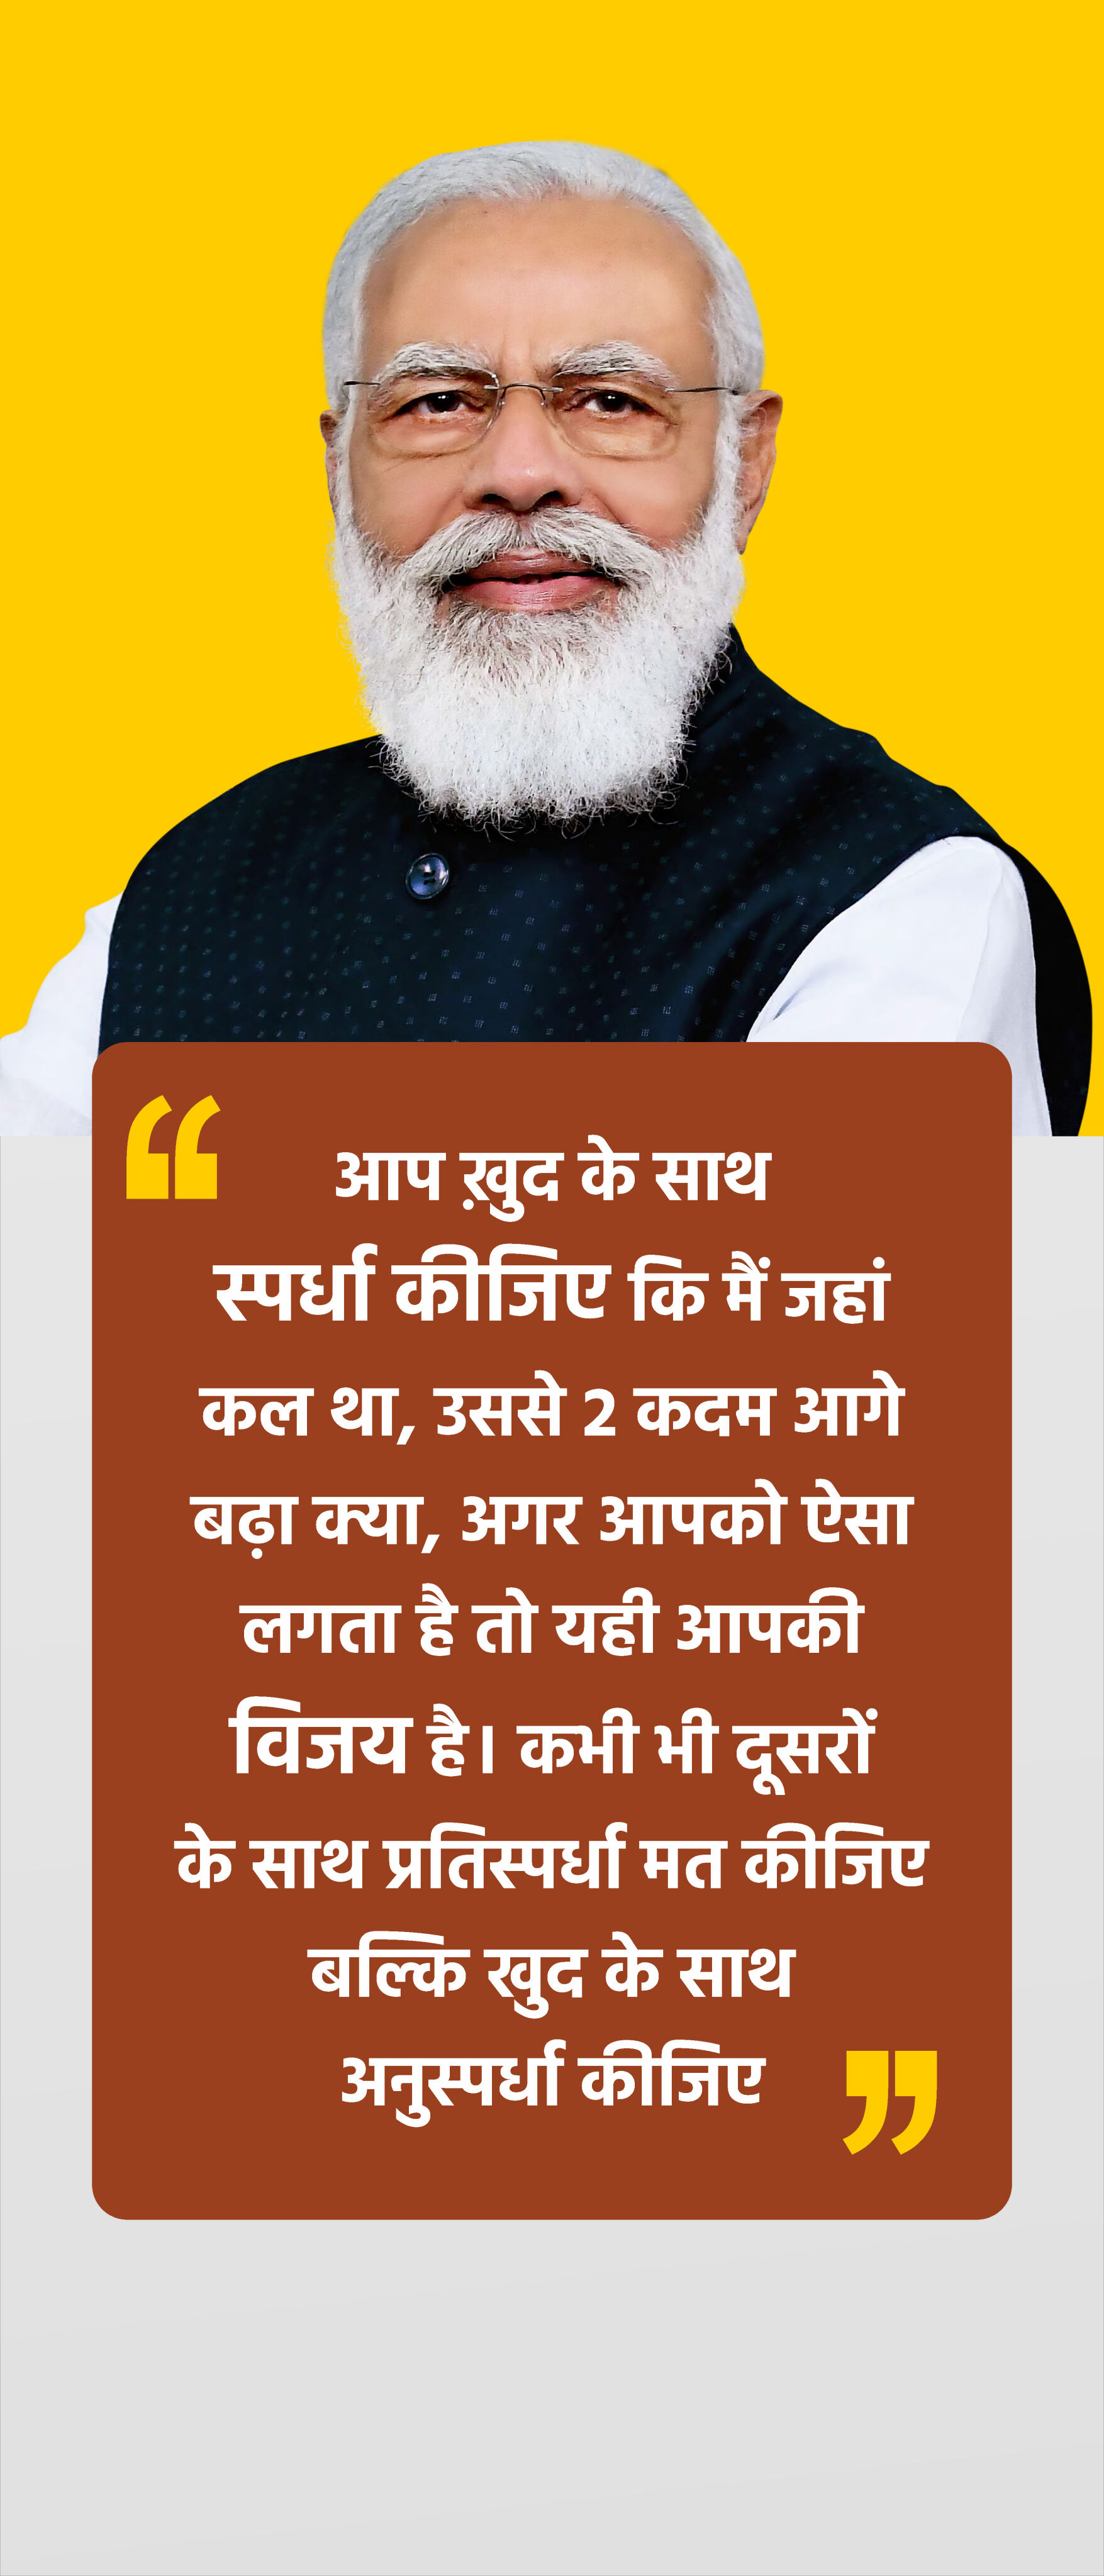 “
आप ख़ुद के साथ
स्पर्धा कीजिए कि मैं जहां
कल था, उससे 2 कदम आगे
बढ़ा क्या, अगर आपको ऐसा
लगता है तो यही आपकी
विजय है। कभी भी दूसरों
के साथ प्रतिस्पर्धा मत कीजिए
बल्कि खुद के साथ
अनुस्पर्धा कीजिए ”